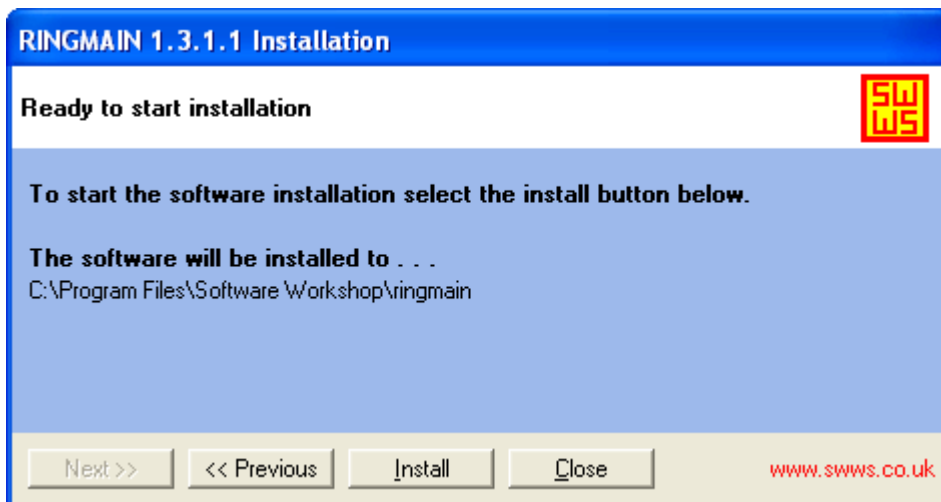 RINGMAIN 1.3.1.1 Installation
Ready to start installation
SW
WS
To start the software installation select the install button below.
The software will be installed to . . .
C:\Program Files\Software Workshop\ringmain
Next >>
<< Previous
Install
Close
www.swws.co.uk